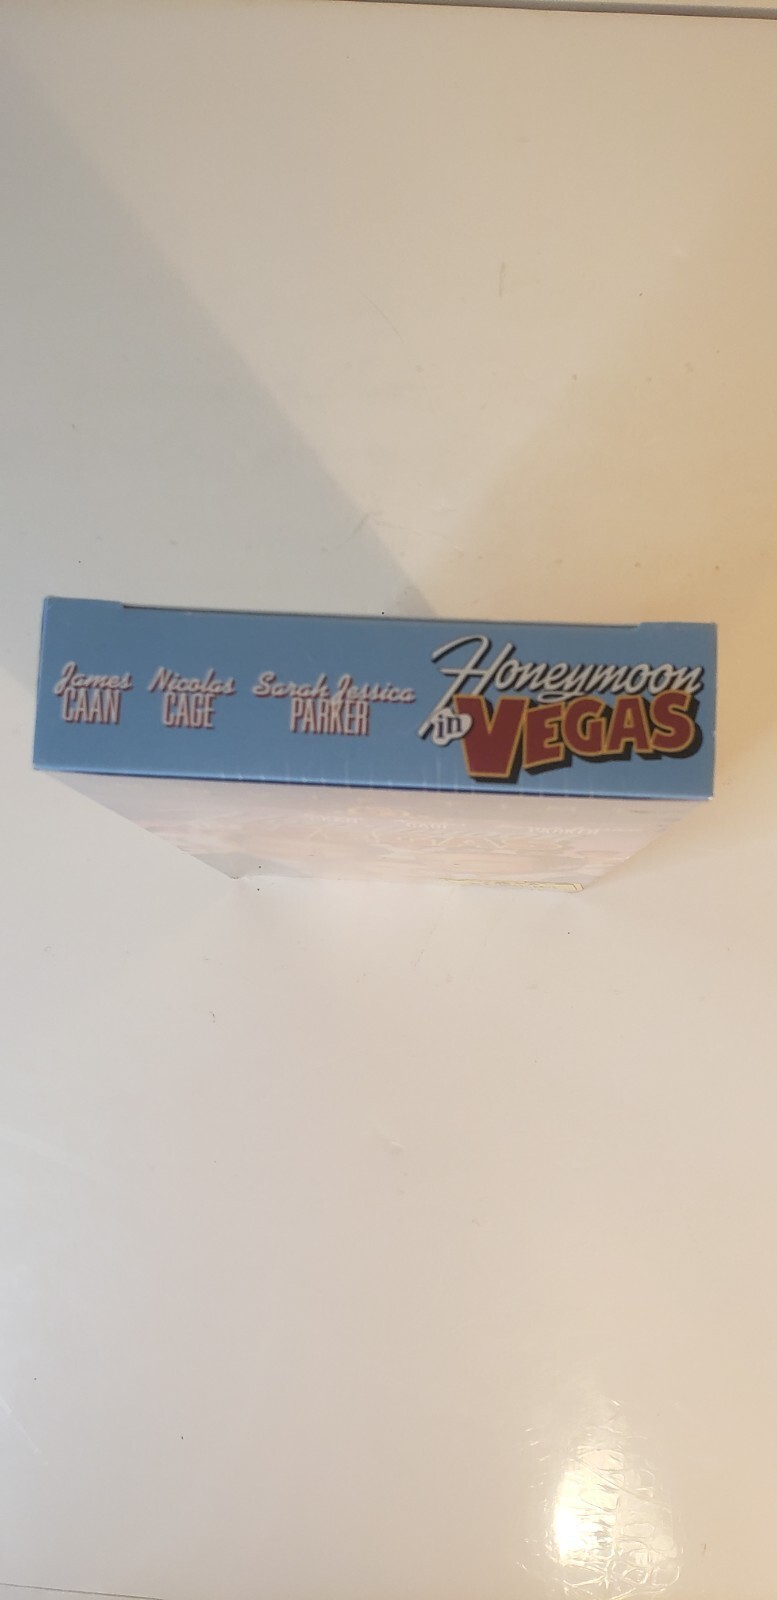 James CAAN
Nicolas CAGE
Sarah Jessica PARKER
Honeymoon
in VEGAS